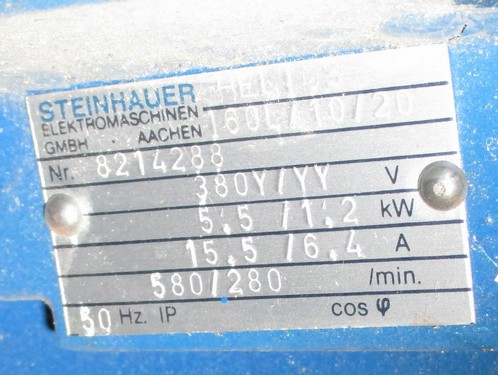 STEINHAUER
ELEKTROMASCHINEN
GMBH · AACHEN 160L/10/20
Nr. 8214288
380Y/YY V
5,5 /1,2 kW
15,5 /6,4 A
580/280 /min.
50 Hz. IP cos φ